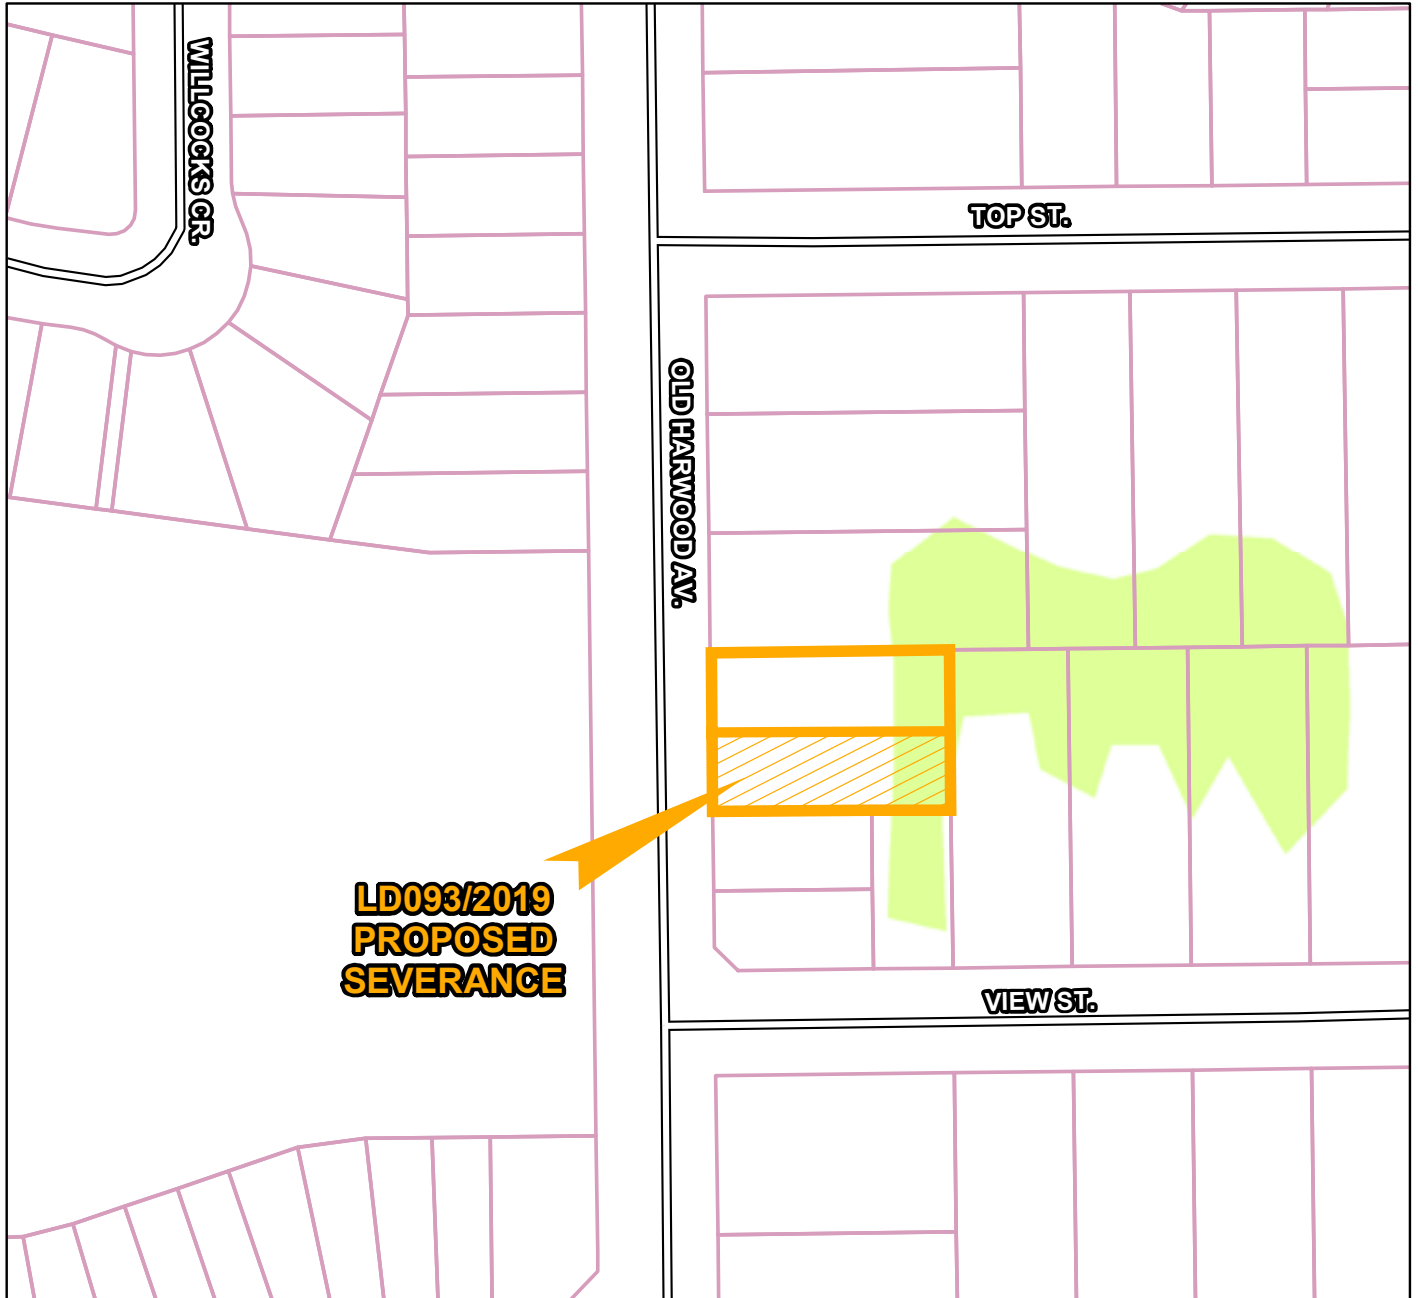 WILLCOCKS CR.
TOP ST.
OLD HARWOOD AV.
LD093/2019
PROPOSED
SEVERANCE
VIEW ST.